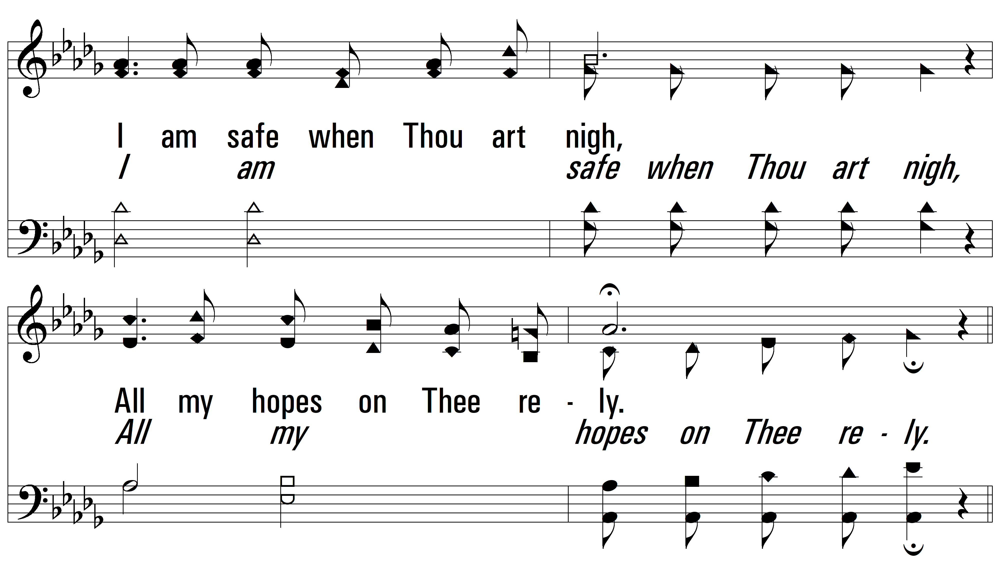 I am safe when Thou art nigh,
I am safe when Thou art nigh,
All my hopes on Thee re - ly.
All my hopes on Thee re - ly.